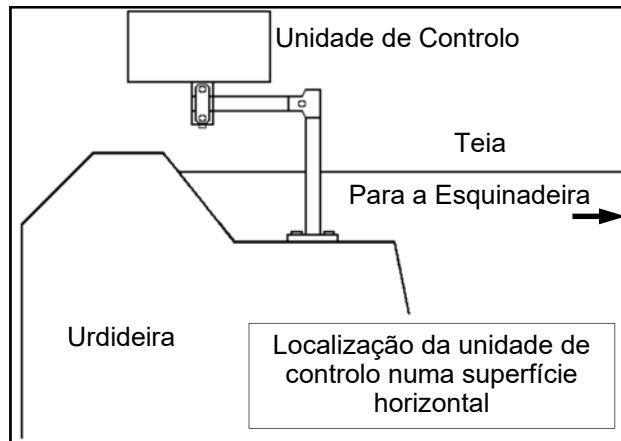 Unidade de Controlo
Teia
Para a Esquinadeira
Urdideira
Localização da unidade de
controlo numa superfície
horizontal